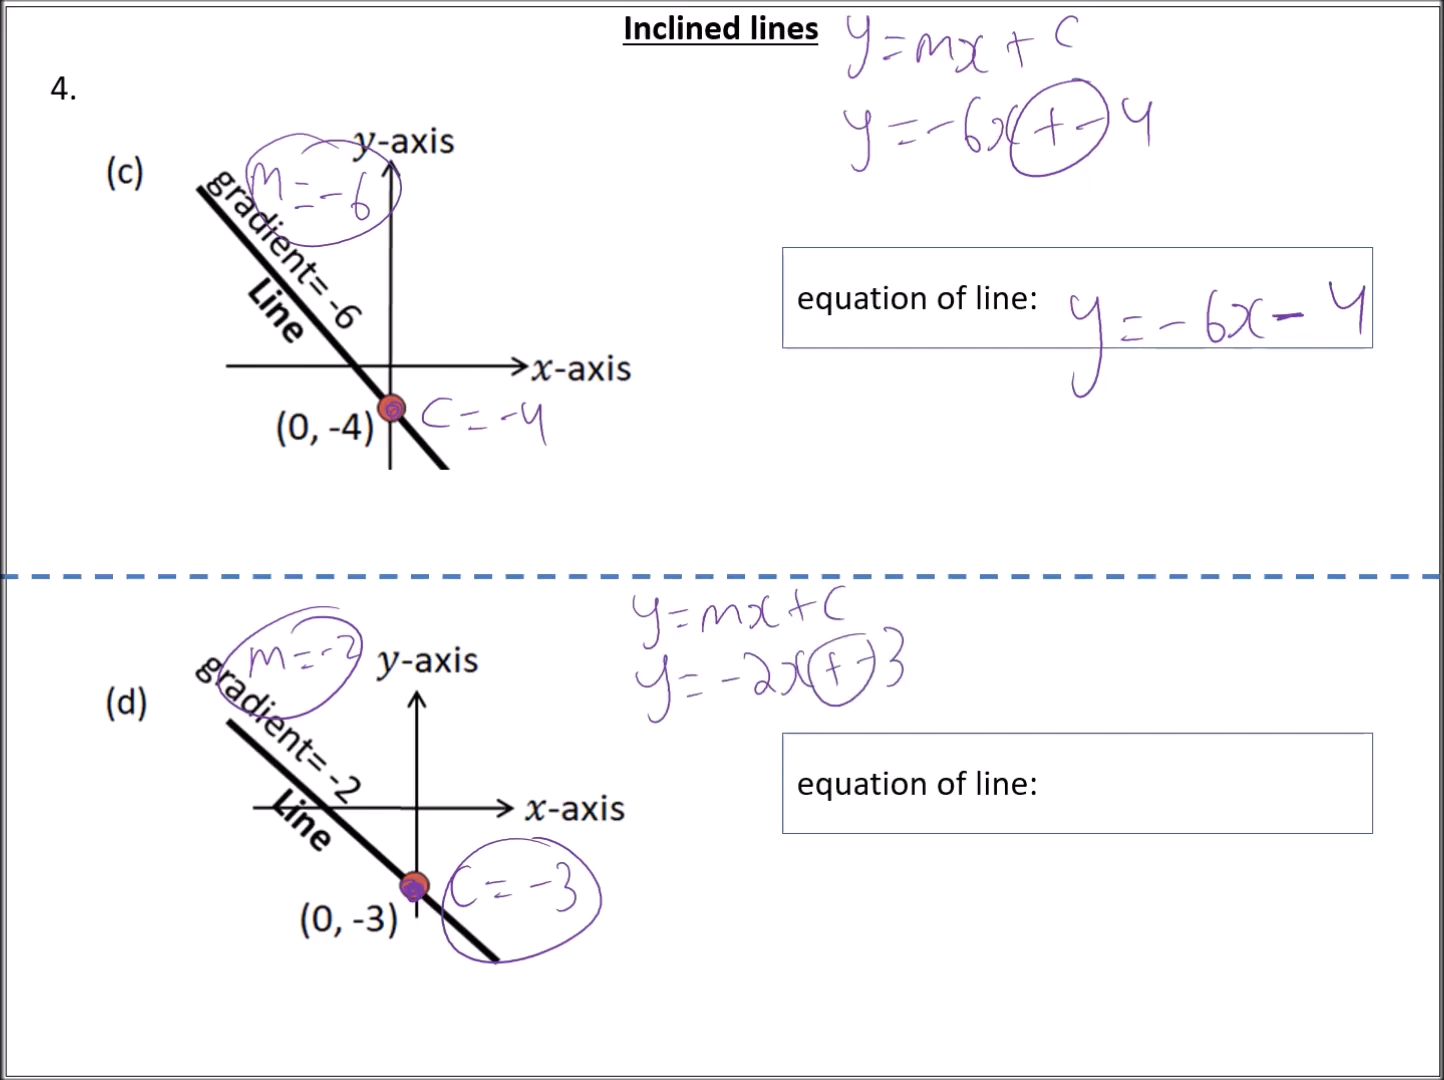 Inclined lines
y = mx + c
4.
y = -6x + -4
y-axis
(c)
m = -6
gradient= -6
Line
equation of line: y = -6x - 4
x-axis
(0, -4)
c = -4
y = mx + c
m = -2
y-axis
y = -2x + -3
(d)
gradient= -2
Line
equation of line:
x-axis
c = -3
(0, -3)